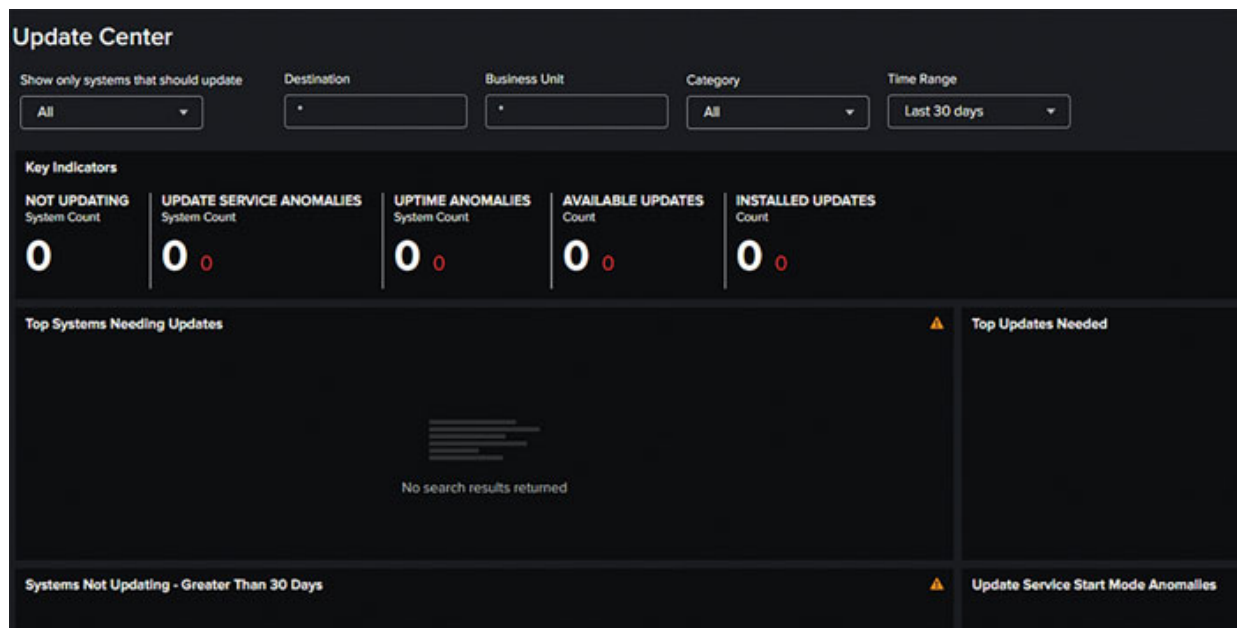 Update Center
Show only systems that should update
Destination
Business Unit
Category
Time Range
All
*
*
All
Last 30 days
Key Indicators
NOT UPDATING
System Count
0
UPDATE SERVICE ANOMALIES
System Count
0 0
UPTIME ANOMALIES
System Count
0 0
AVAILABLE UPDATES
Count
0 0
INSTALLED UPDATES
Count
0 0
Top Systems Needing Updates
Top Updates Needed
No search results returned
Systems Not Updating - Greater Than 30 Days
Update Service Start Mode Anomalies